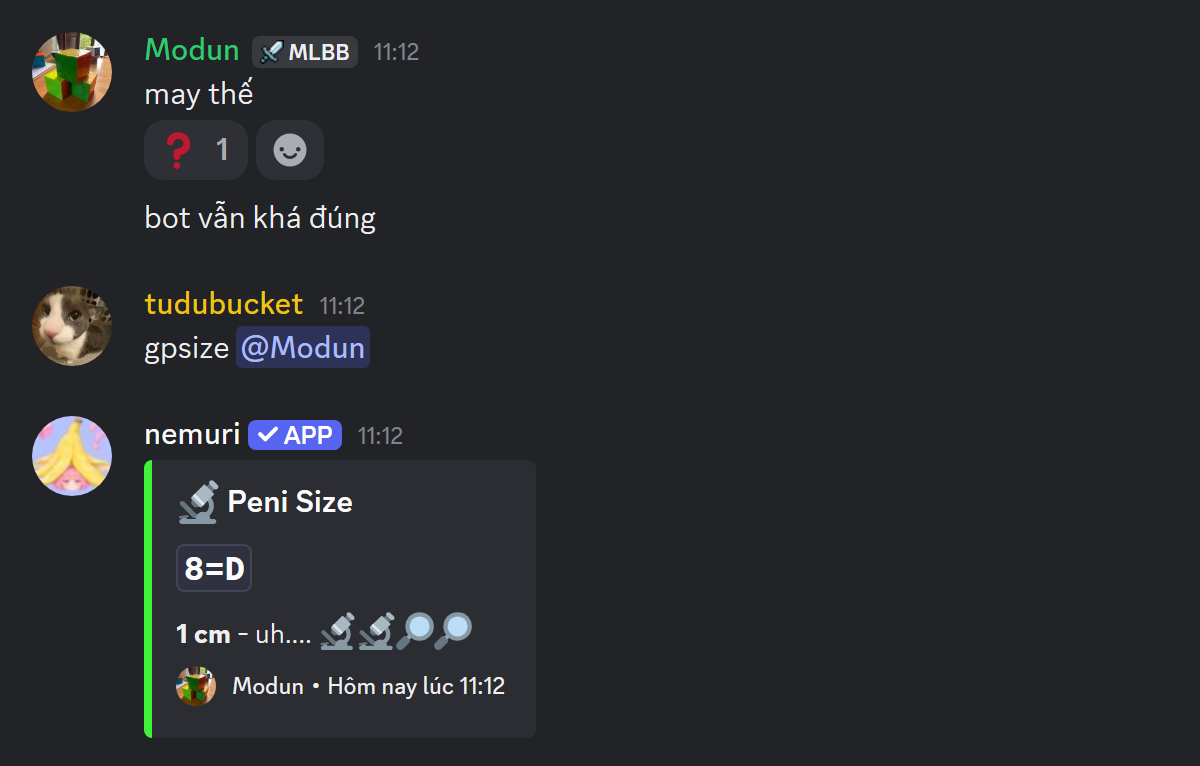 Modun MLBB 11:12
may thế
1
bot vẫn khá đúng
tudubucket 11:12
gpsize @Modun
nemuri APP 11:12
Peni Size
8=D
1 cm - uh....
Modun • Hôm nay lúc 11:12